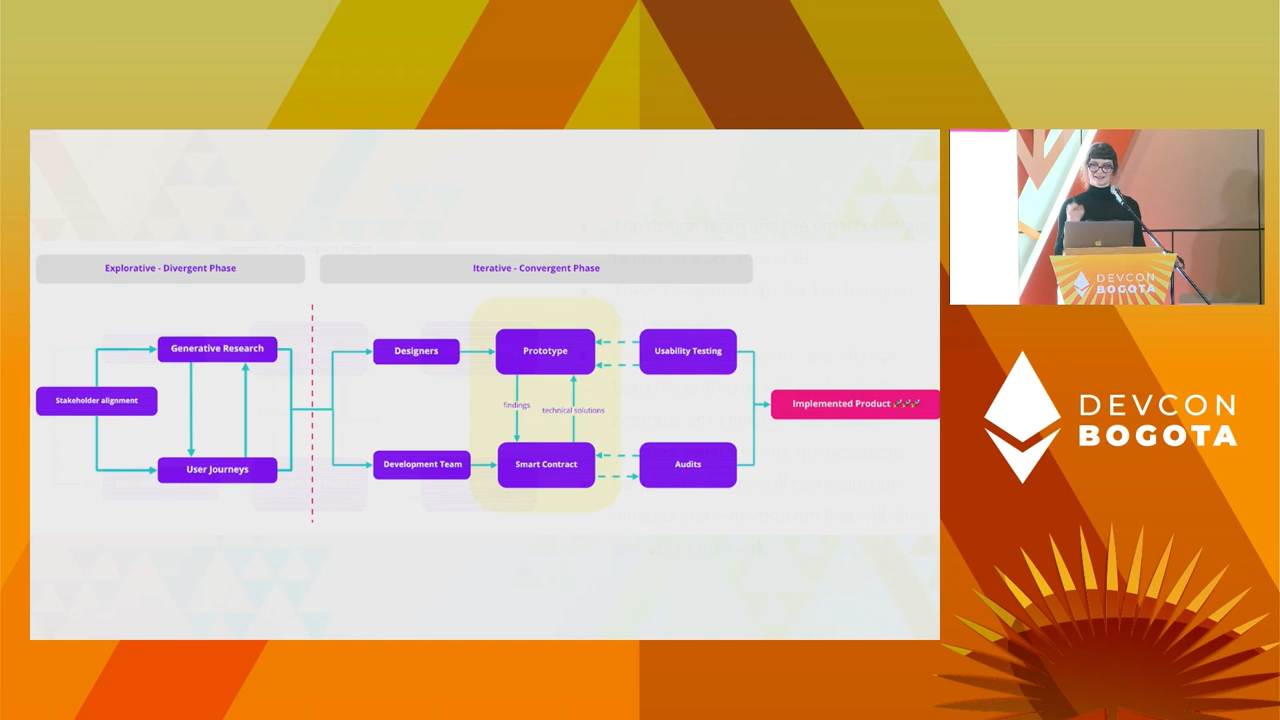 Explorative - Divergent Phase
Iterative - Convergent Phase
Generative Research
Designers
Prototype
Usability Testing
Stakeholder alignment
findings
technical solutions
Implemented Product
User Journeys
Development Team
Smart Contract
Audits
DEVCON
BOGOTA
DEVCON
BOGOTA